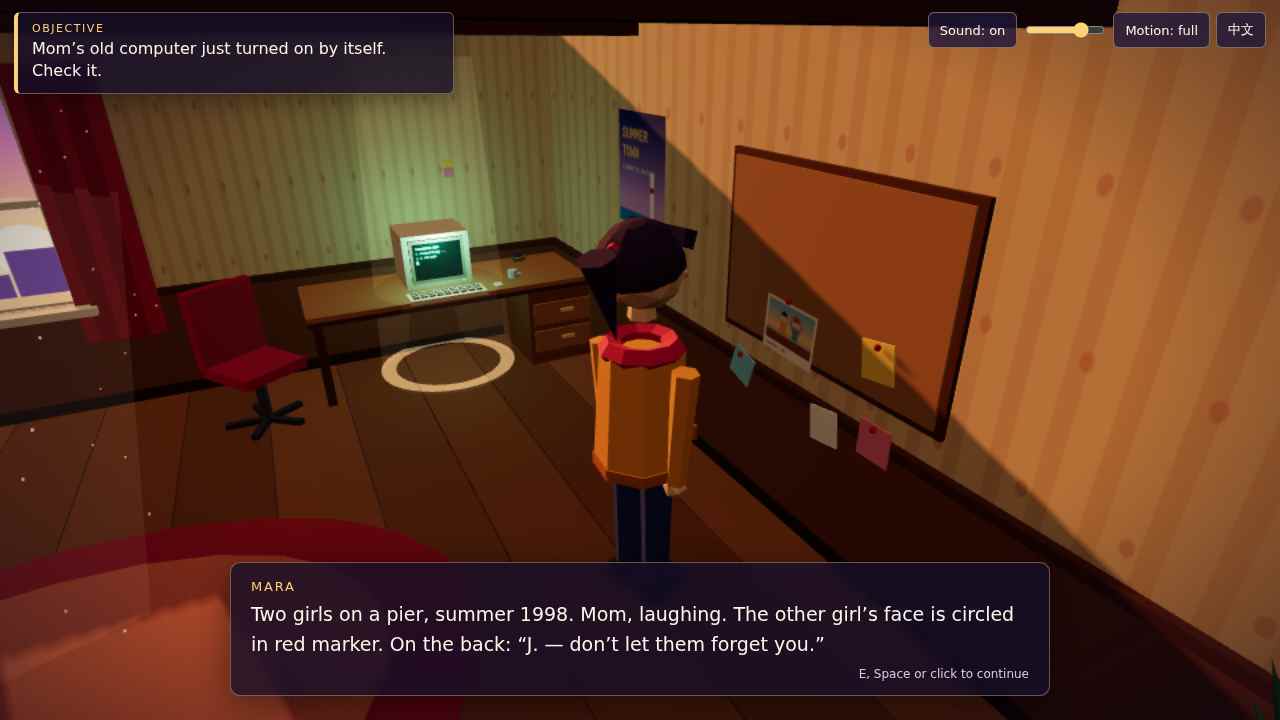 OBJECTIVE
Mom’s old computer just turned on by itself.
Check it.
Sound: on
Motion: full
中文
SUMMER
TOWN
MARA
Two girls on a pier, summer 1998. Mom, laughing. The other girl’s face is circled
in red marker. On the back: “J. — don’t let them forget you.”
E, Space or click to continue